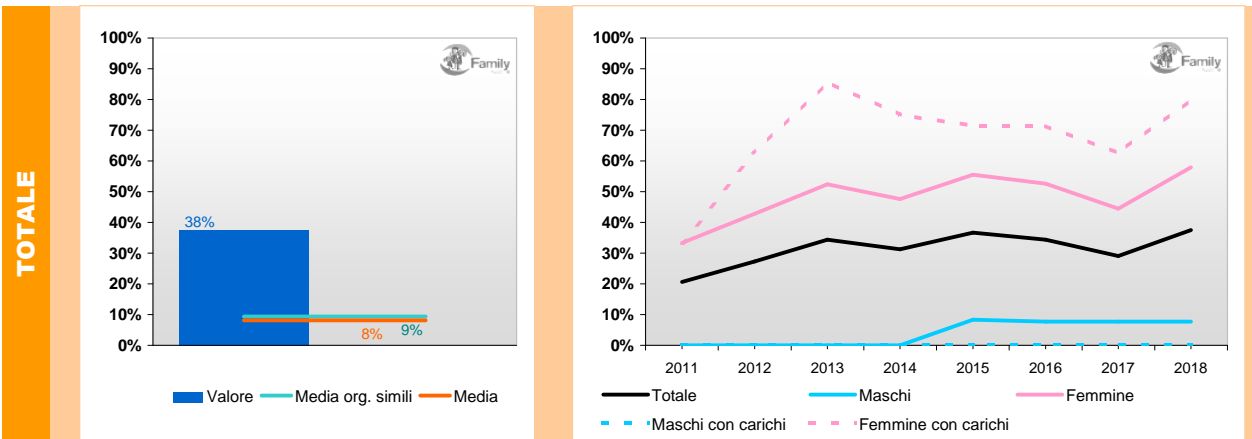 TOTALE
100%
90%
80%
70%
60%
50%
40%
30%
20%
10%
0%
Family
38%
8%
9%
Valore
Media org. simili
Media
100%
90%
80%
70%
60%
50%
40%
30%
20%
10%
0%
Family
2011 2012 2013 2014 2015 2016 2017 2018
Totale
Maschi
Femmine
Maschi con carichi
Femmine con carichi